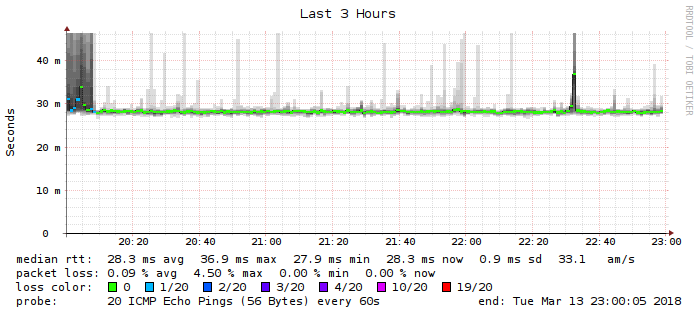 Last 3 Hours
RRDTOOL / TOBI OETIKER
Seconds
40 m
30 m
20 m
10 m
0
20:20 20:40 21:00 21:20 21:40 22:00 22:20 22:40 23:00
median rtt: 28.3 ms avg 36.9 ms max 27.9 ms min 28.3 ms now 0.9 ms sd 33.1 am/s
packet loss: 0.09 % avg 4.50 % max 0.00 % min 0.00 % now
loss color: 0 1/20 2/20 3/20 4/20 10/20 19/20
probe: 20 ICMP Echo Pings (56 Bytes) every 60s end: Tue Mar 13 23:00:05 2018